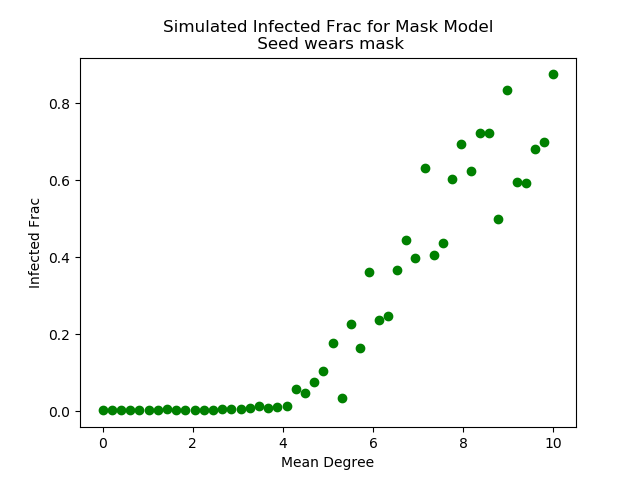 Simulated Infected Frac for Mask Model
Seed wears mask
0.8
0.6
0.4
0.2
0.0
Infected Frac
0 2 4 6 8 10
Mean Degree